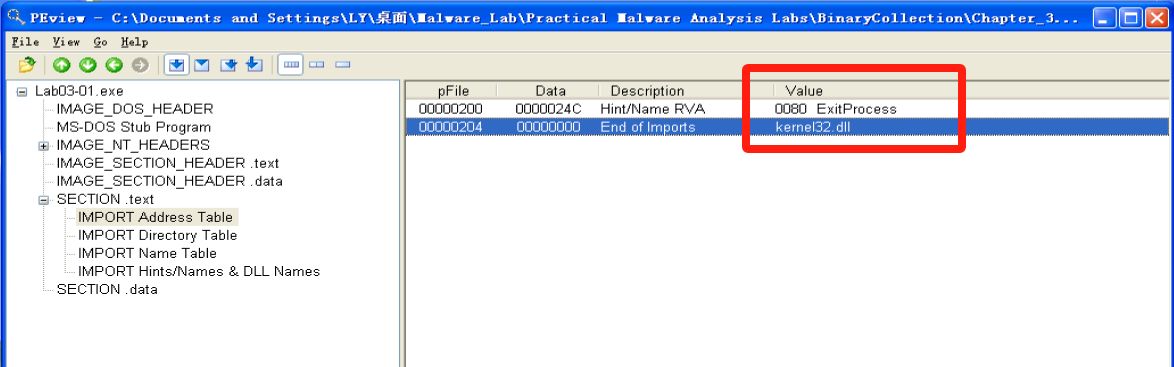 PEview - C:\Documents and Settings\LY\桌面\Malware_Lab\Practical Malware Analysis Labs\BinaryCollection\Chapter_3...
File View Go Help
pFile Data Description Value
Lab03-01.exe
00000200 0000024C Hint/Name RVA 0080 ExitProcess
00000204 00000000 End of Imports kernel32.dll
IMAGE_DOS_HEADER
MS-DOS Stub Program
IMAGE_NT_HEADERS
IMAGE_SECTION_HEADER .text
IMAGE_SECTION_HEADER .data
SECTION .text
IMPORT Address Table
IMPORT Directory Table
IMPORT Name Table
IMPORT Hints/Names & DLL Names
SECTION .data